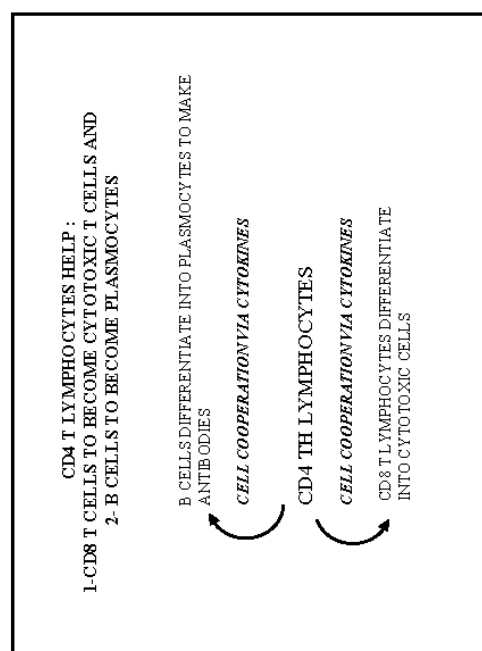 CD4 T LYMPHOCYTES HELP :
1-CD8 T CELLS TO BECOME CYTOTOXIC T CELLS AND
2- B CELLS TO BECOME PLASMOCYTES
B CELLS DIFFERENTIATE INTO PLASMOCYTES TO MAKE
ANTIBODIES
CELL COOPERATION VIA CYTOKINES
CD4 TH LYMPHOCYTES
CELL COOPERATION VIA CYTOKINES
CD8 T LYMPHOCYTES DIFFERENTIATE
INTO CYTOTOXIC CELLS